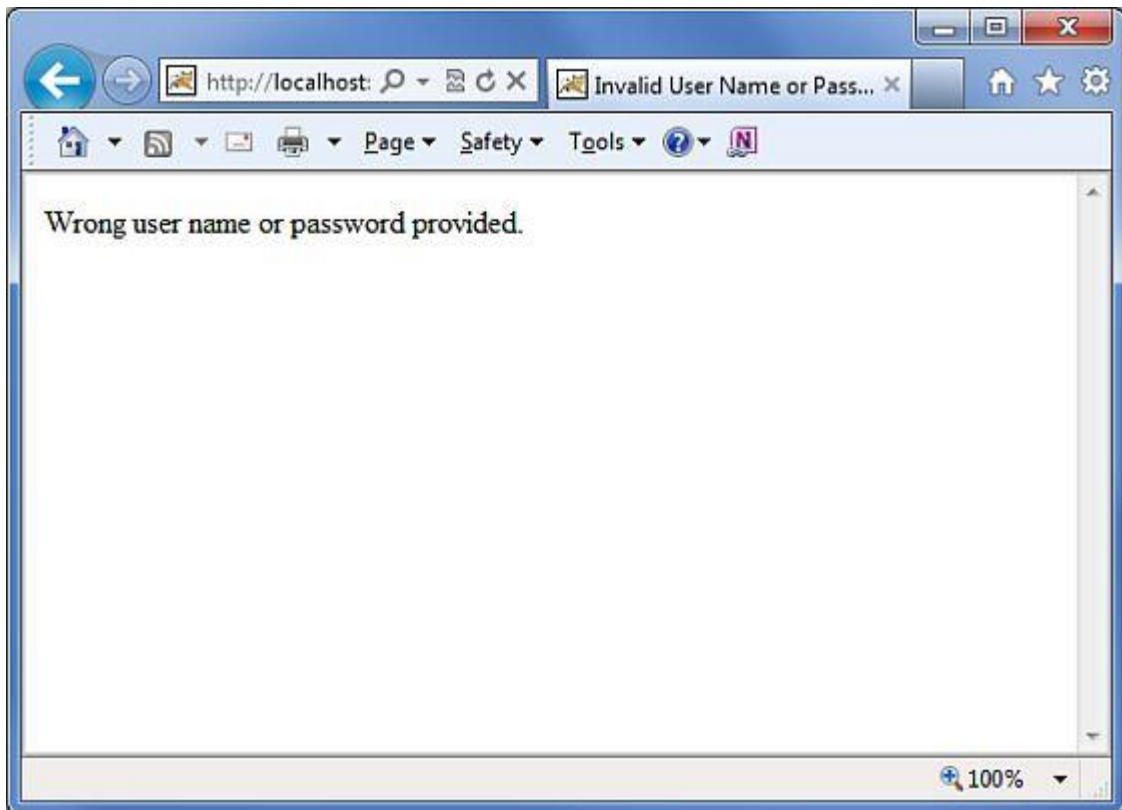 http://localhost:
Invalid User Name or Pass...
Page Safety Tools
Wrong user name or password provided.
100%